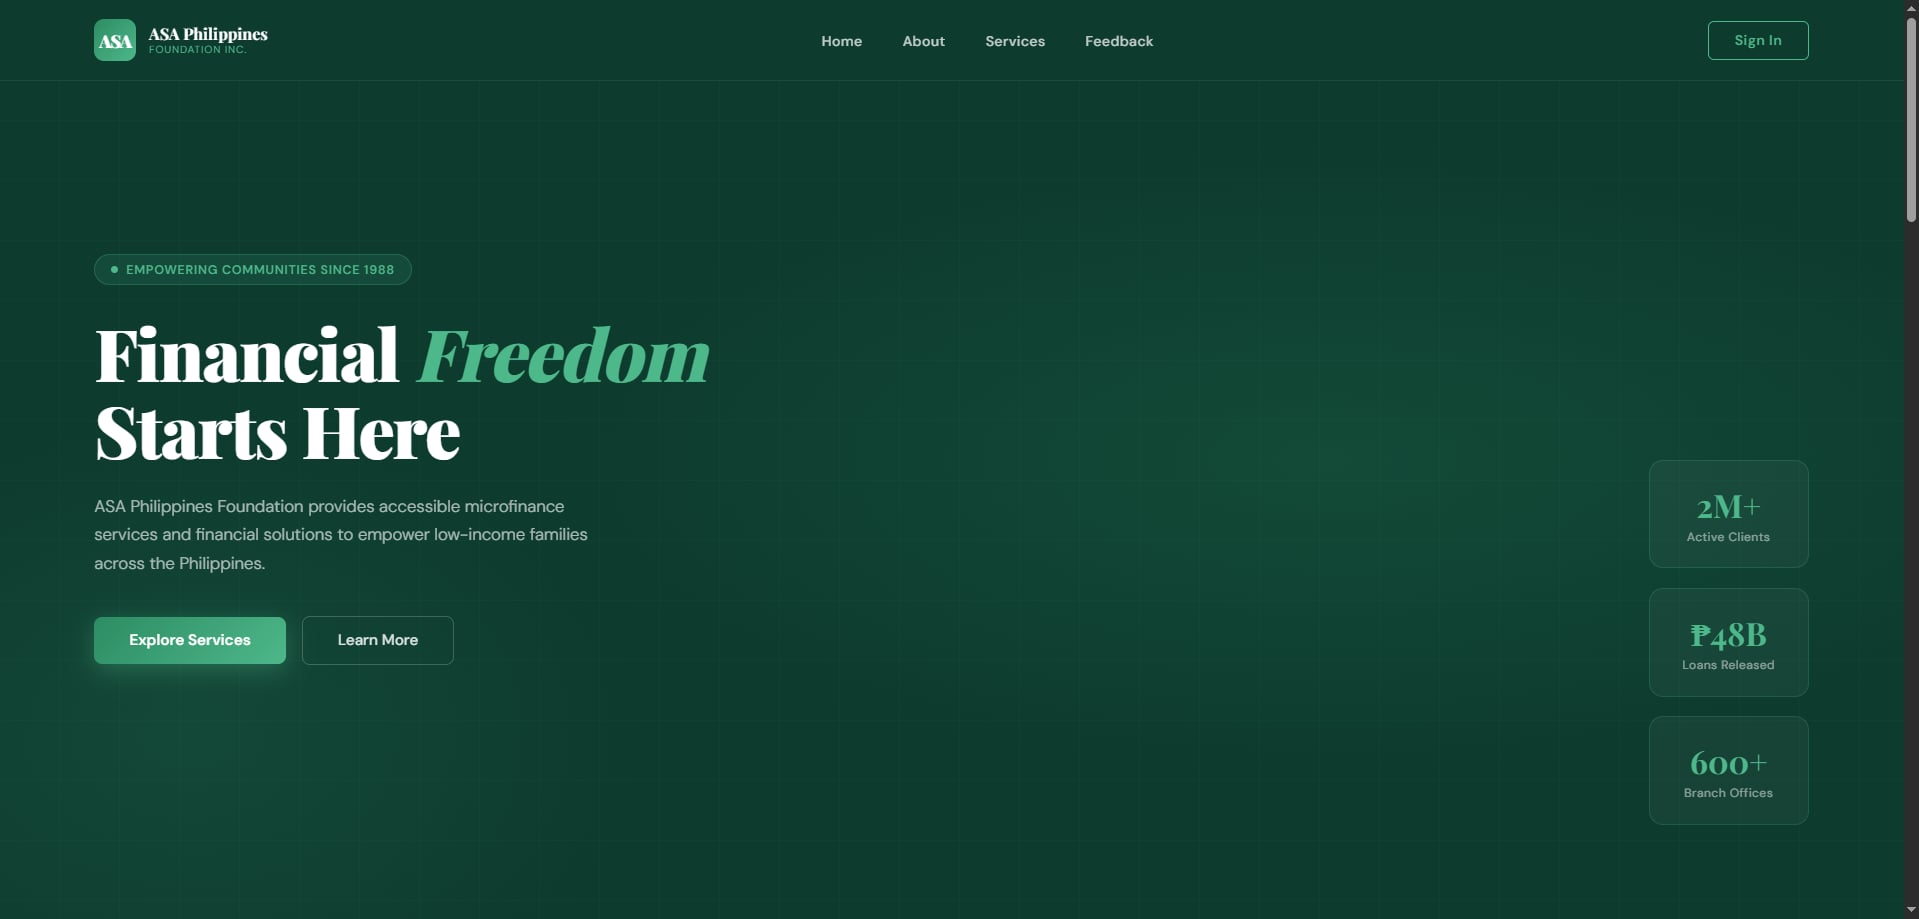 ASA
ASA Philippines
FOUNDATION INC.
Home
About
Services
Feedback
Sign In
EMPOWERING COMMUNITIES SINCE 1988
Financial Freedom
Starts Here
ASA Philippines Foundation provides accessible microfinance
services and financial solutions to empower low-income families
across the Philippines.
Explore Services
Learn More
2M+
Active Clients
₱48B
Loans Released
600+
Branch Offices